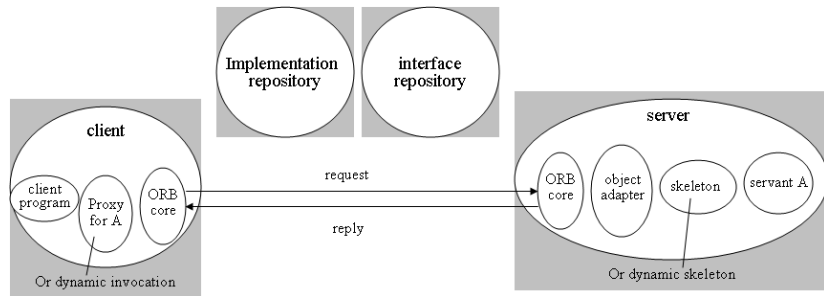 Implementation
repository
interface
repository
client
server
client
program
Proxy
for A
ORB
core
request
reply
ORB
core
object
adapter
skeleton
servant A
Or dynamic invocation
Or dynamic skeleton